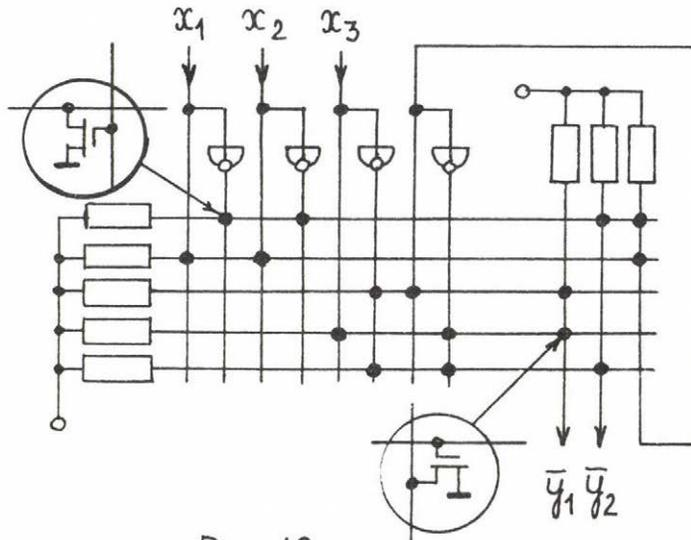 x₁ x₂ x₃
ȳ₁ ȳ₂